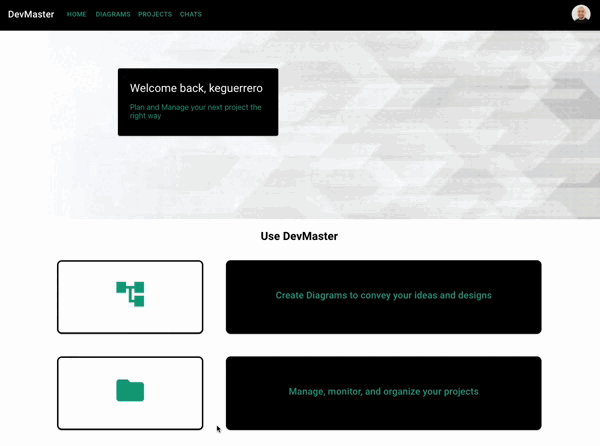 DevMaster HOME DIAGRAMS PROJECTS CHATS
Welcome back, keguerrero
Plan and Manage your next project the
right way
Use DevMaster
Create Diagrams to convey your ideas and designs
Manage, monitor, and organize your projects